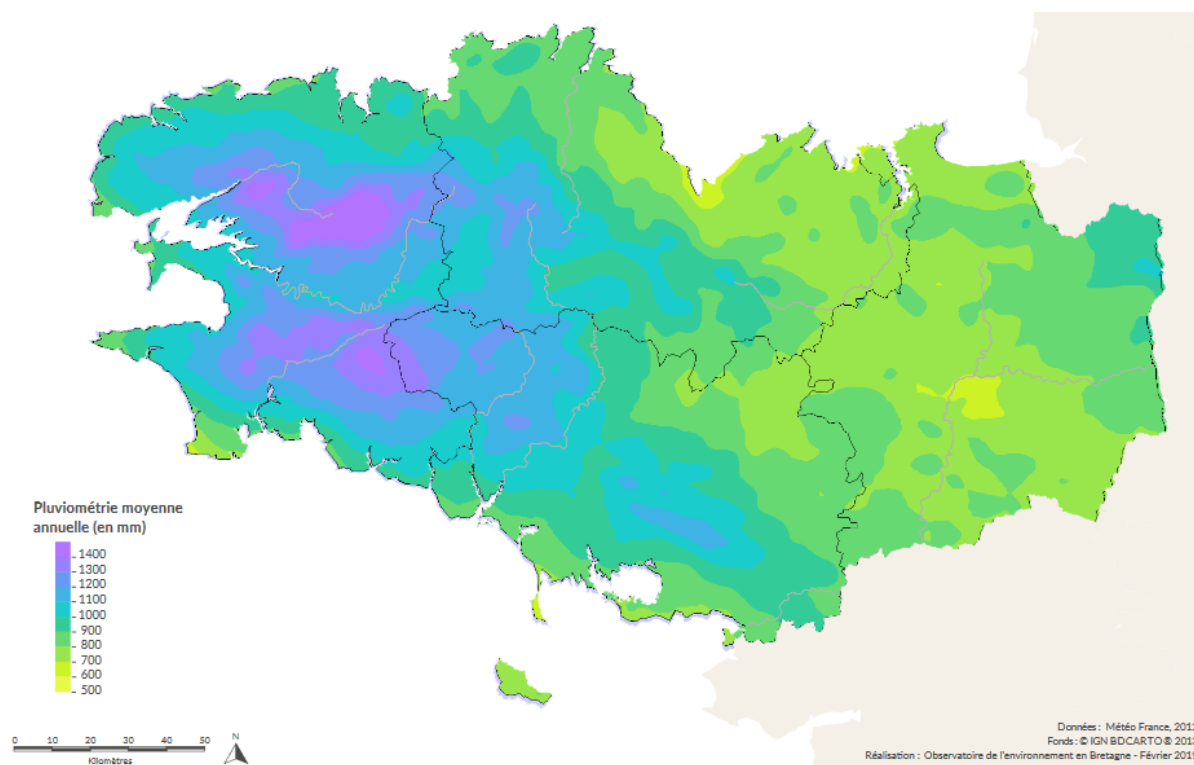 Pluviométrie moyenne
annuelle (en mm)
1400
1300
1200
1100
1000
900
800
700
600
500
0 10 20 30 40 50
Kilomètres
N
Données : Météo France,
Fonds : © IGN BDCARTO ®
Réalisation : Observatoire de l'environnement en Bretagne - Février